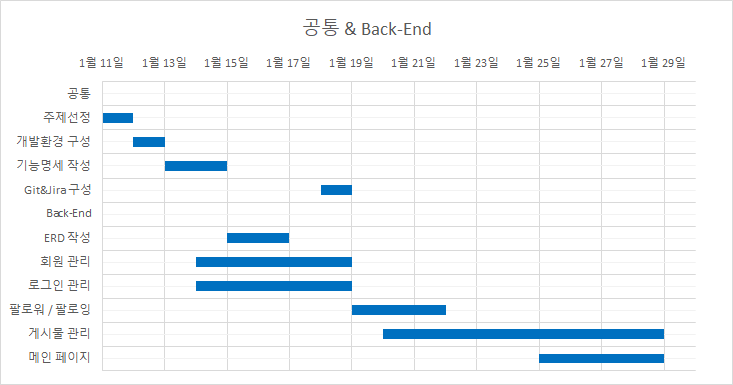 공통 & Back-End
1월 11일 1월 13일 1월 15일 1월 17일 1월 19일 1월 21일 1월 23일 1월 25일 1월 27일 1월 29일
공통
주제선정
개발환경 구성
기능명세 작성
Git&Jira 구성
Back-End
ERD 작성
회원 관리
로그인 관리
팔로워 / 팔로잉
게시물 관리
메인 페이지